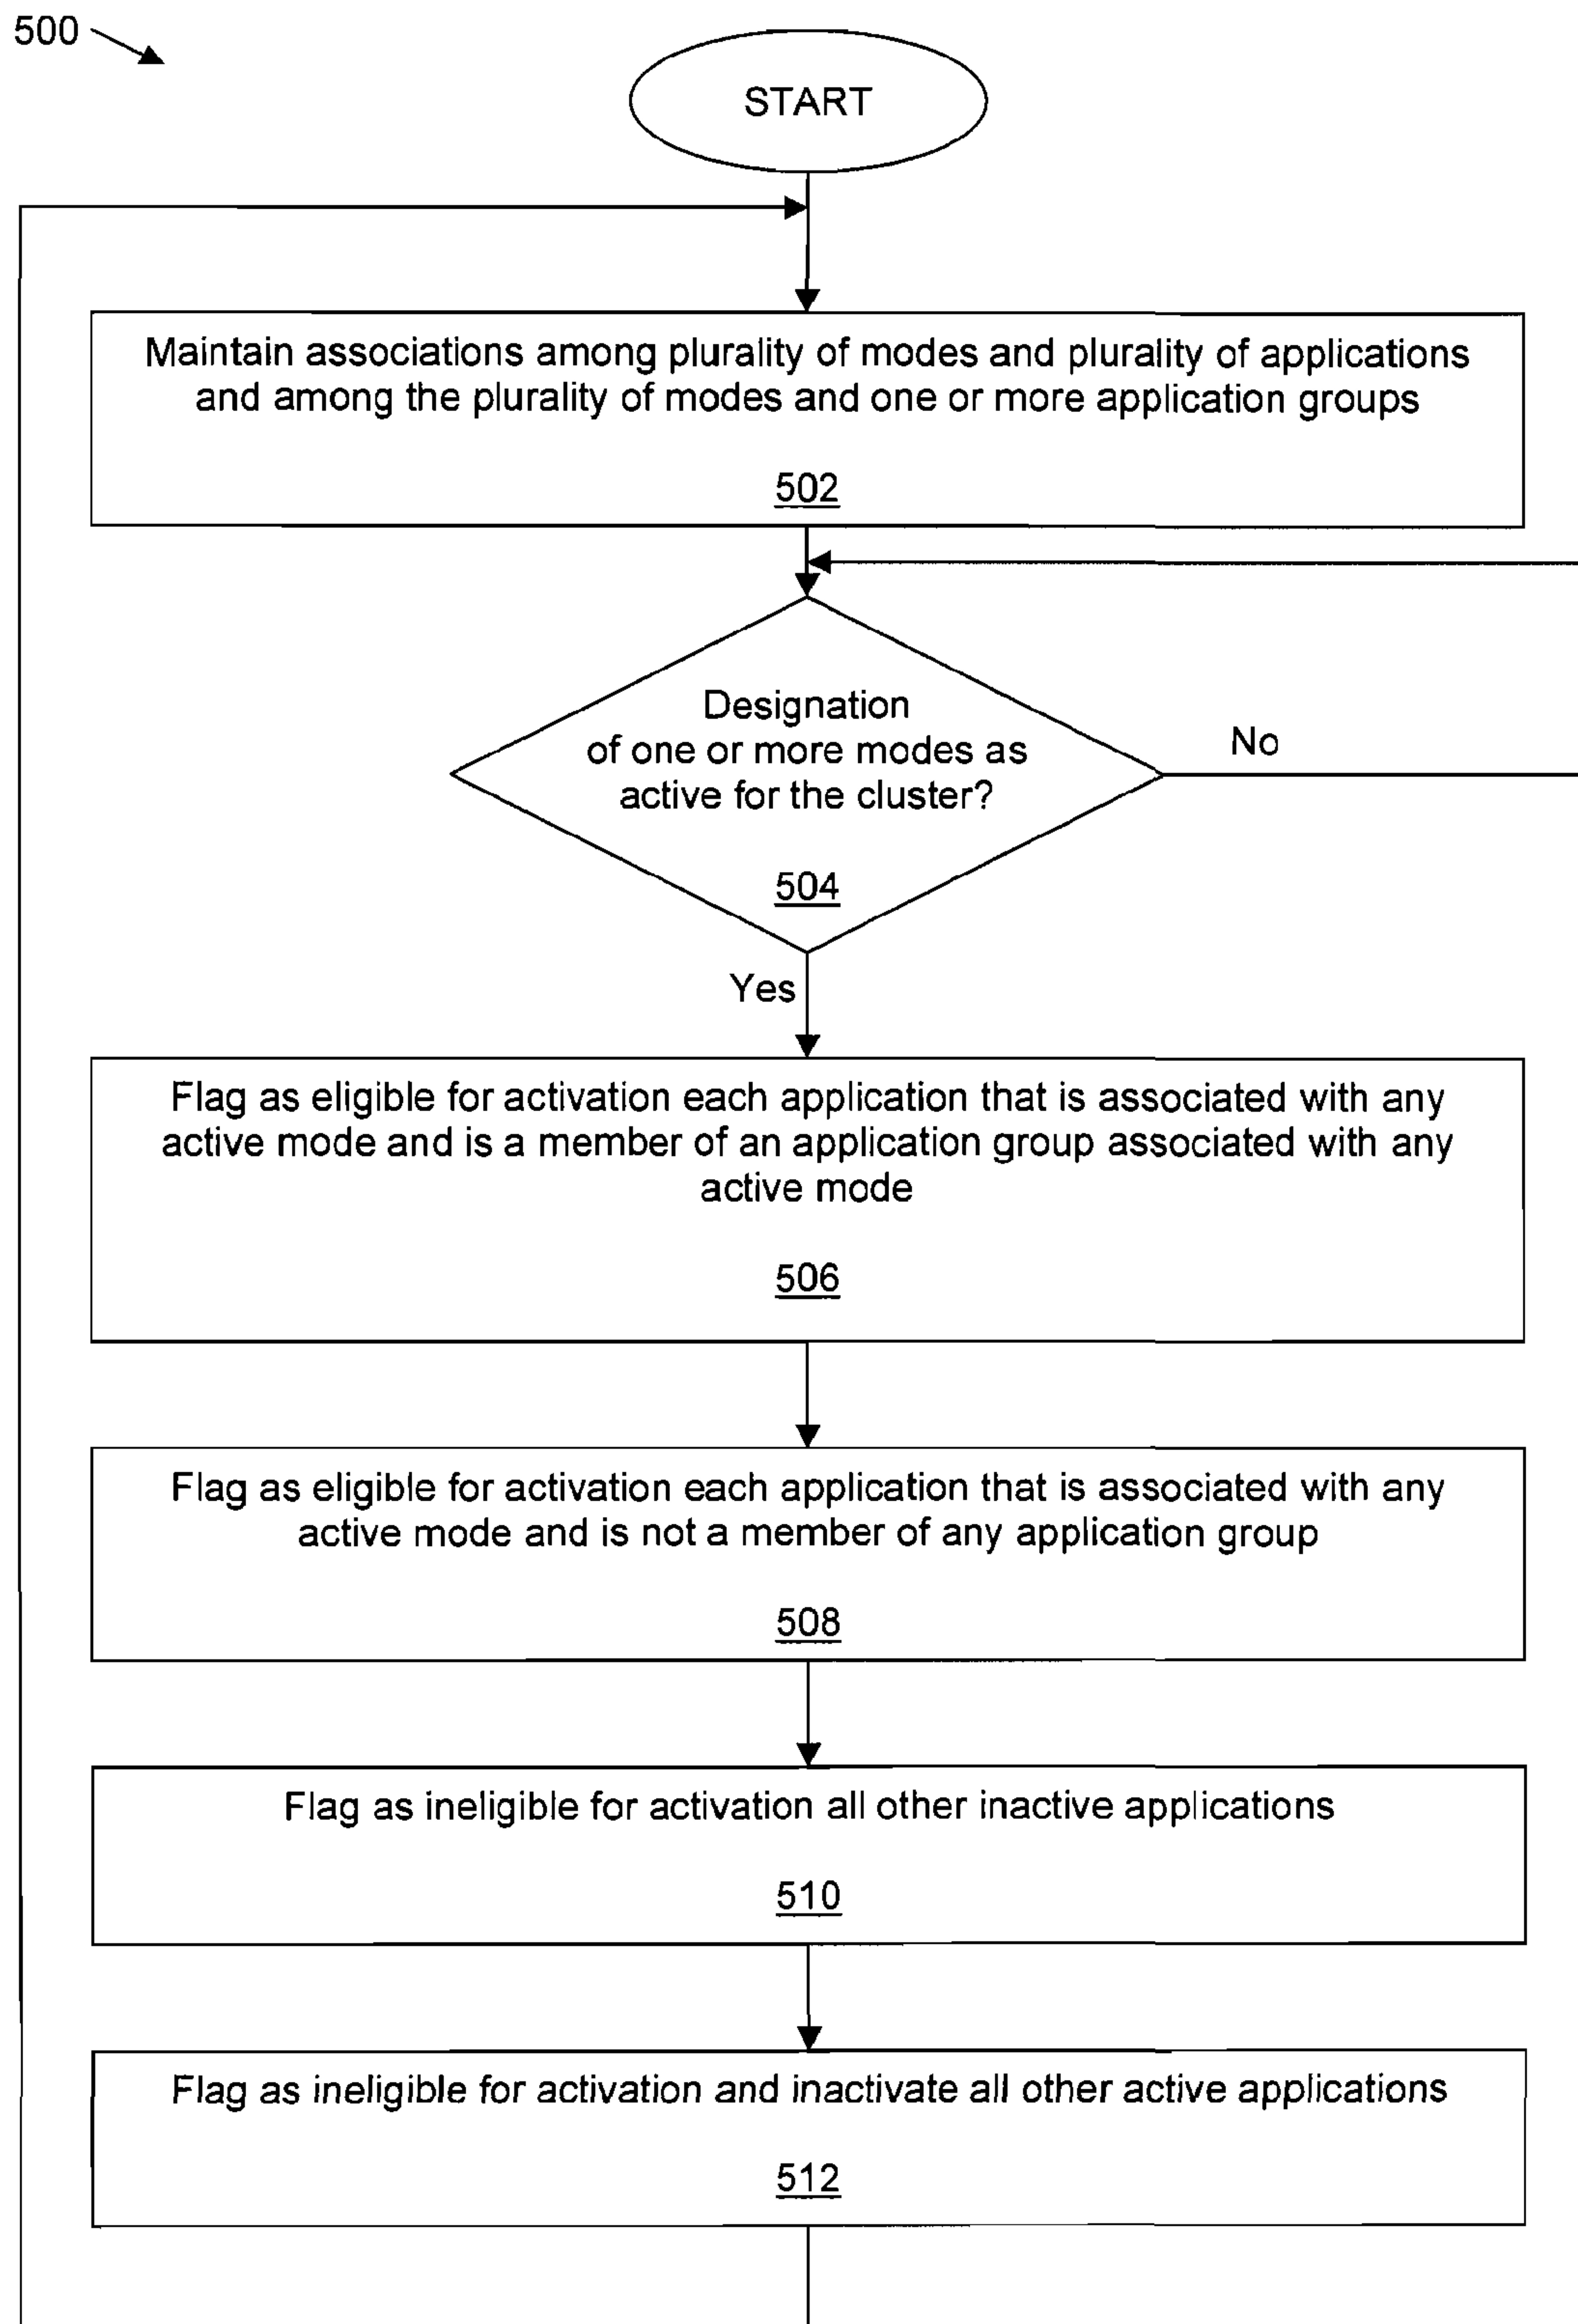 500
START
Maintain associations among plurality of modes and plurality of applications
and among the plurality of modes and one or more application groups
502
Designation
of one or more modes as
active for the cluster?
504
No
Yes
Flag as eligible for activation each application that is associated with any
active mode and is a member of an application group associated with any
active mode
506
Flag as eligible for activation each application that is associated with any
active mode and is not a member of any application group
508
Flag as ineligible for activation all other inactive applications
510
Flag as ineligible for activation and inactivate all other active applications
512